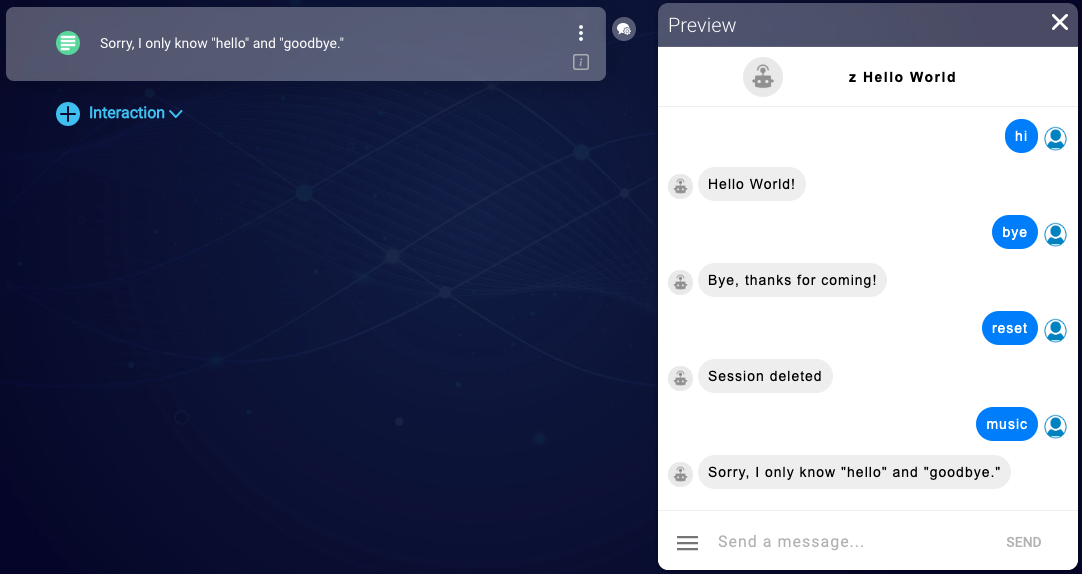 Sorry, I only know "hello" and "goodbye."
Interaction
Preview
z Hello World
hi
Hello World!
bye
Bye, thanks for coming!
reset
Session deleted
music
Sorry, I only know "hello" and "goodbye."
Send a message...
SEND